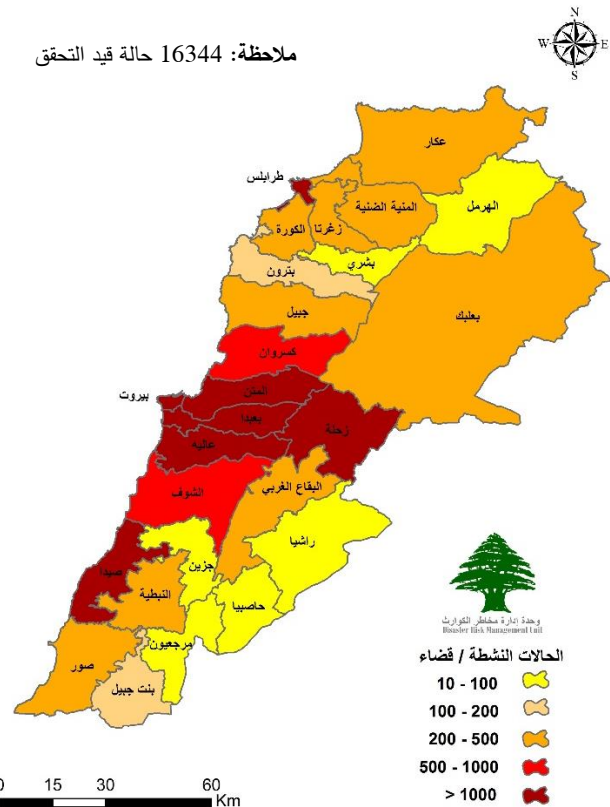 N
W E
S
ملاحظة: 16344 حالة قيد التحقق
عكار
طرابلس
الهرمل
المنية الضنية
زغرتا
الكورة
بشري
بترون
جبيل
بعلبك
كسروان
المتن
بيروت
بعبدا
زحلة
عاليه
البقاع الغربي
الشوف
راشيا
جزين
صيدا
النبطية
حاصبيا
مرجعيون
صور
بنت جبيل
وحدة إدارة مخاطر الكوارث
Disaster Risk Management Unit
الحالات النشطة / قضاء
10 - 100
100 - 200
200 - 500
500 - 1000
> 1000
0 15 30 60
Km